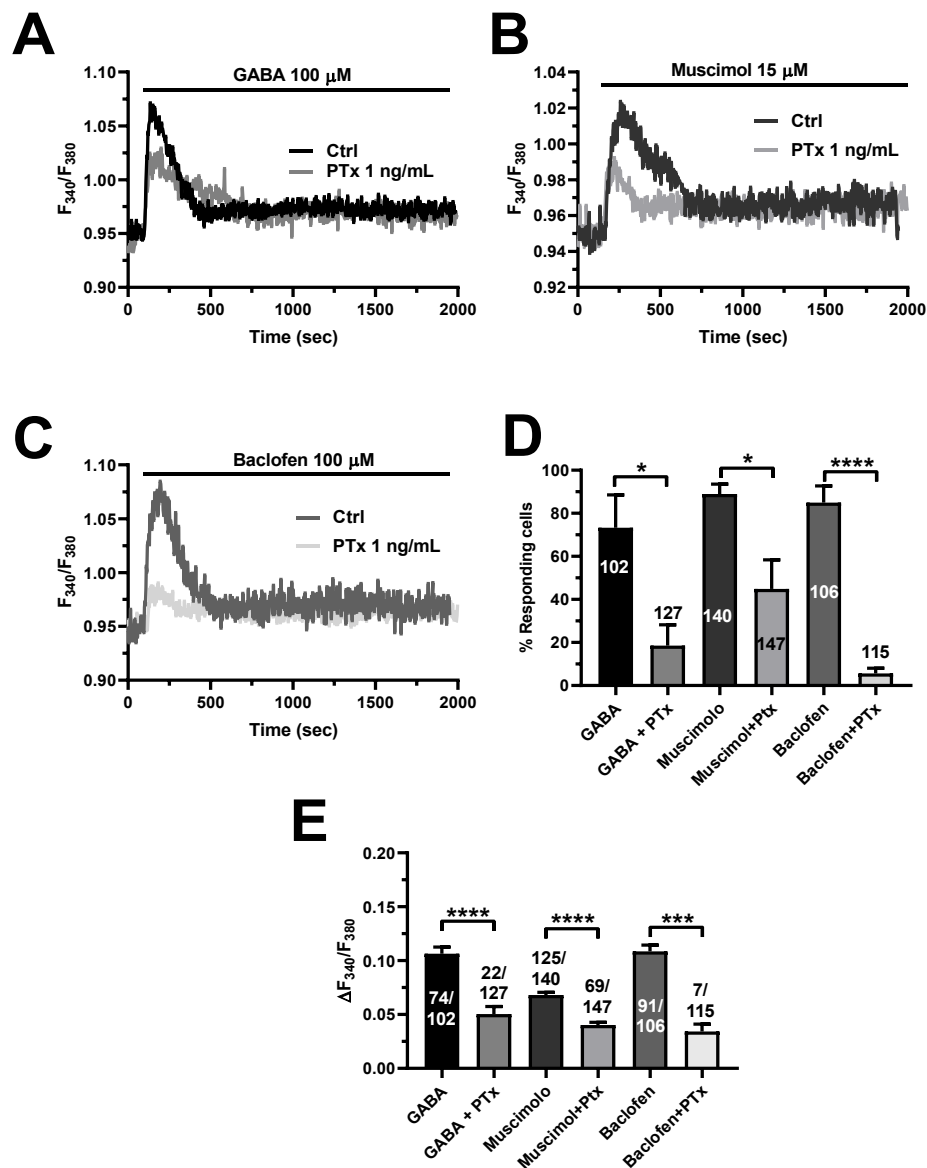 A
GABA 100 µM
1.10
1.05
1.00
0.95
0.90
F340/F380
Ctrl
PTx 1 ng/mL
0
500
1000
1500
2000
Time (sec)
B
Muscimol 15 µM
1.04
1.02
1.00
0.98
0.96
0.94
0.92
F340/F380
Ctrl
PTx 1 ng/mL
0
500
1000
1500
2000
Time (sec)
C
Baclofen 100 µM
1.10
1.05
1.00
0.95
0.90
F340/F380
Ctrl
PTx 1 ng/mL
0
500
1000
1500
2000
Time (sec)
D
100
80
60
40
20
0
% Responding cells
*
*
****
102
127
140
147
106
115
GABA
GABA + PTx
Muscimolo
Muscimol+Ptx
Baclofen
Baclofen+PTx
E
0.20
0.15
0.10
0.05
0.00
ΔF340/F380
****
****
***
74/
102
22/
127
125/
140
69/
147
91/
106
7/
115
GABA
GABA + PTx
Muscimolo
Muscimol+Ptx
Baclofen
Baclofen+PTx